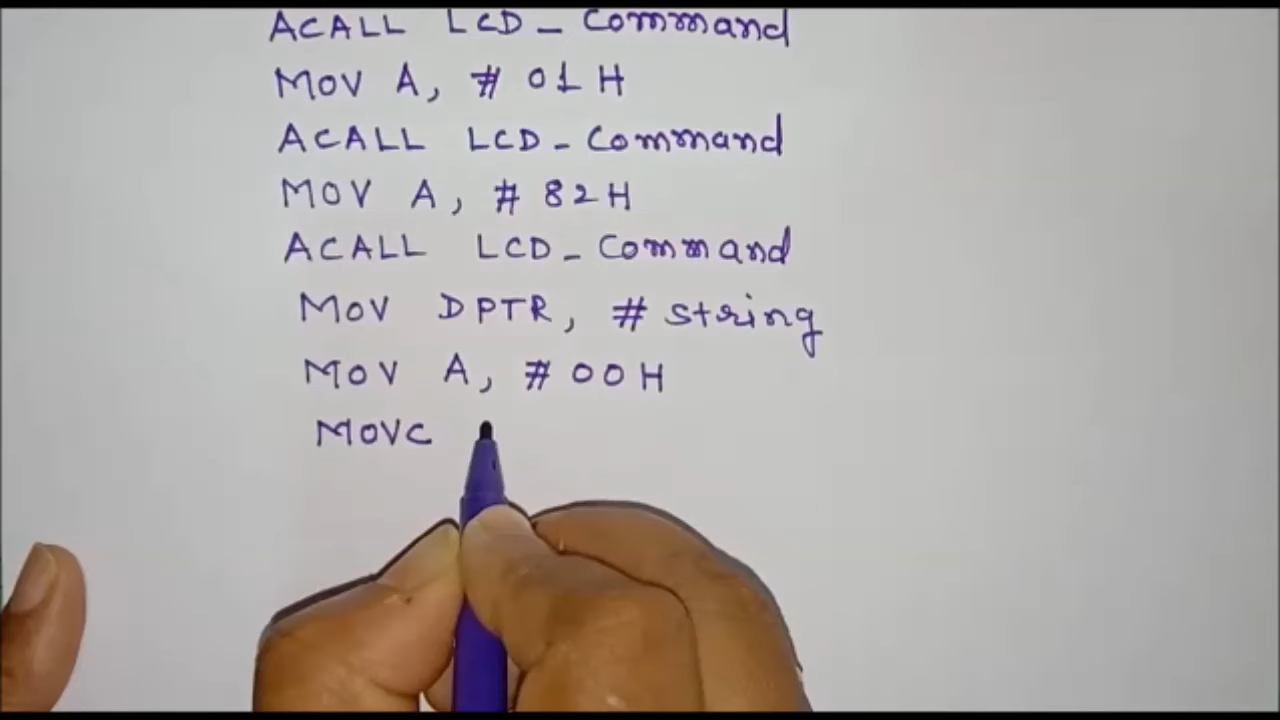 ACALL LCD_Command
MOV A, # 01H
ACALL LCD_Command
MOV A, # 82H
ACALL LCD_Command
MOV DPTR, # string
MOV A, # 00H
MOVC